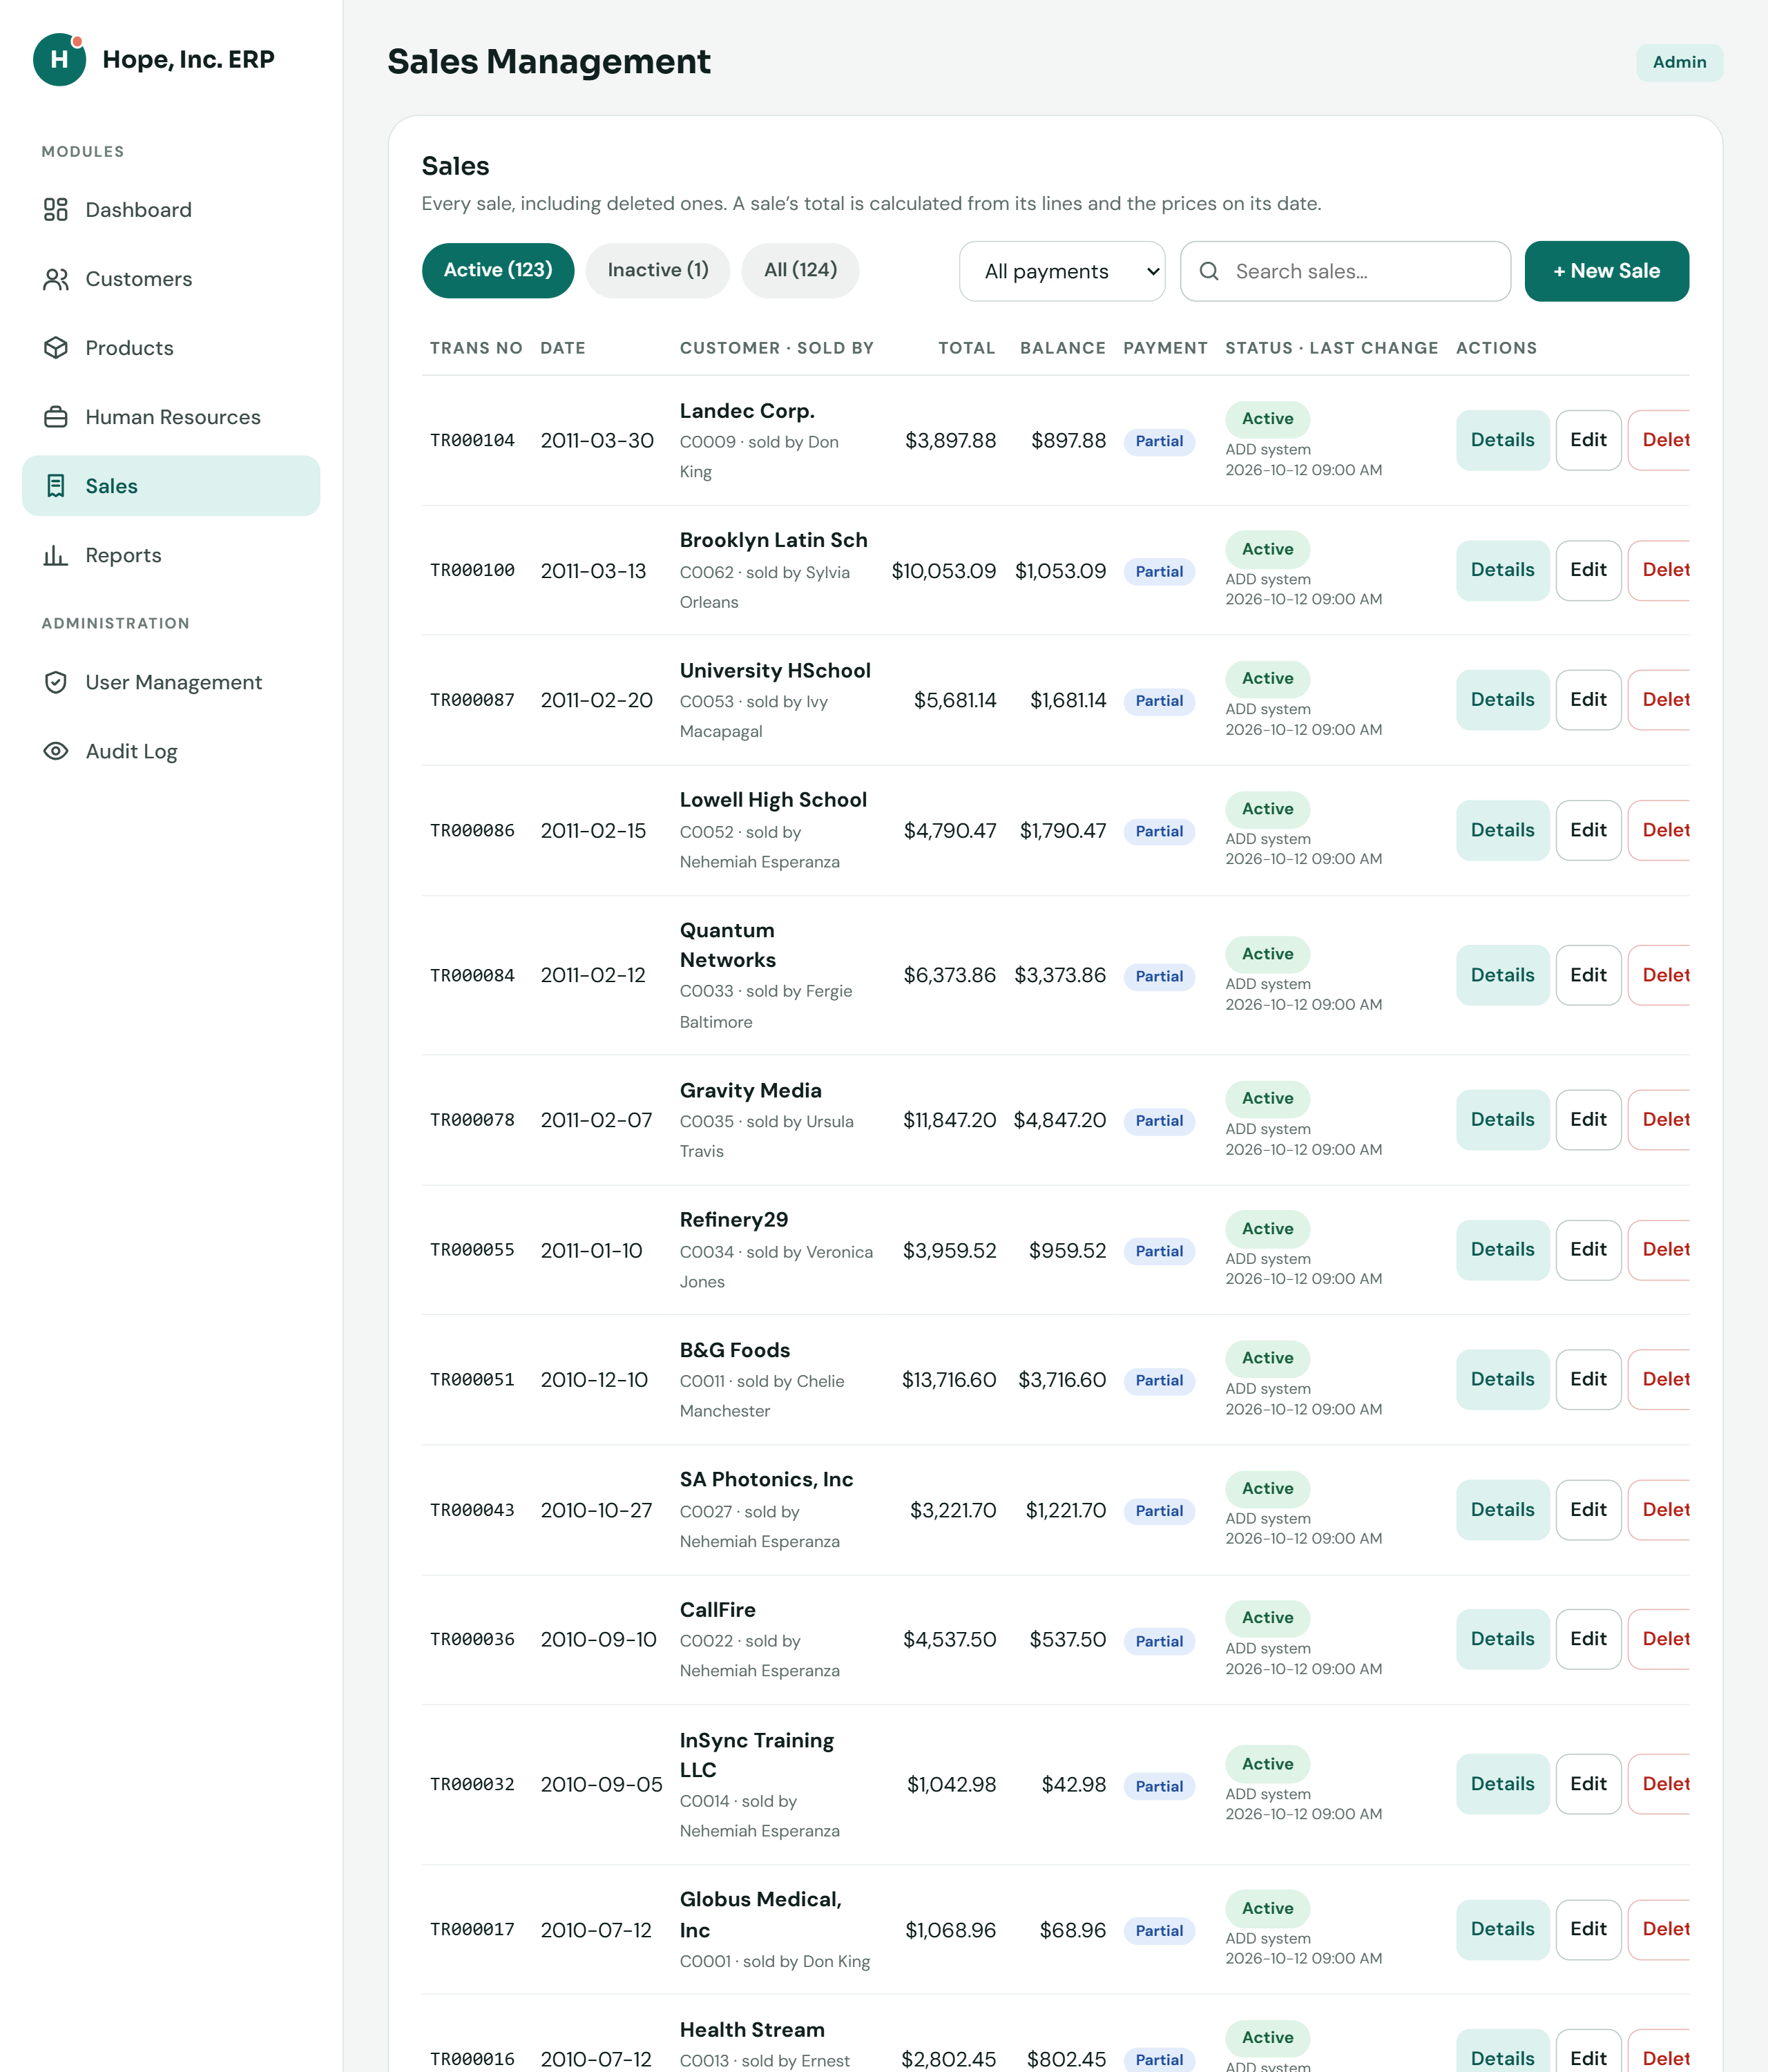 H
Hope, Inc. ERP
MODULES
Dashboard
Customers
Products
Human Resources
Sales
Reports
ADMINISTRATION
User Management
Audit Log
Sales Management
Admin
Sales
Every sale, including deleted ones. A sale's total is calculated from its lines and the prices on its date.
Active (123) Inactive (1) All (124) All payments Search sales... + New Sale
TRANS NO DATE CUSTOMER · SOLD BY TOTAL BALANCE PAYMENT STATUS · LAST CHANGE ACTIONS
Landec Corp.
C0009 · sold by Don
King
TR000104 2011-03-30 $3,897.88 $897.88 Partial Active
ADD system
2026-10-12 09:00 AM
Details Edit Delet
Brooklyn Latin Sch
C0062 · sold by Sylvia
Orleans
TR000100 2011-03-13 $10,053.09 $1,053.09 Partial Active
ADD system
2026-10-12 09:00 AM
Details Edit Delet
University HSchool
C0053 · sold by Ivy
Macapagal
TR000087 2011-02-20 $5,681.14 $1,681.14 Partial Active
ADD system
2026-10-12 09:00 AM
Details Edit Delet
Lowell High School
C0052 · sold by
Nehemiah Esperanza
TR000086 2011-02-15 $4,790.47 $1,790.47 Partial Active
ADD system
2026-10-12 09:00 AM
Details Edit Delet
Quantum
Networks
C0033 · sold by Fergie
Baltimore
TR000084 2011-02-12 $6,373.86 $3,373.86 Partial Active
ADD system
2026-10-12 09:00 AM
Details Edit Delet
Gravity Media
C0035 · sold by Ursula
Travis
TR000078 2011-02-07 $11,847.20 $4,847.20 Partial Active
ADD system
2026-10-12 09:00 AM
Details Edit Delet
Refinery29
C0034 · sold by Veronica
Jones
TR000055 2011-01-10 $3,959.52 $959.52 Partial Active
ADD system
2026-10-12 09:00 AM
Details Edit Delet
B&G Foods
C0011 · sold by Chelie
Manchester
TR000051 2010-12-10 $13,716.60 $3,716.60 Partial Active
ADD system
2026-10-12 09:00 AM
Details Edit Delet
SA Photonics, Inc
C0027 · sold by
Nehemiah Esperanza
TR000043 2010-10-27 $3,221.70 $1,221.70 Partial Active
ADD system
2026-10-12 09:00 AM
Details Edit Delet
CallFire
C0022 · sold by
Nehemiah Esperanza
TR000036 2010-09-10 $4,537.50 $537.50 Partial Active
ADD system
2026-10-12 09:00 AM
Details Edit Delet
InSync Training
LLC
C0014 · sold by
Nehemiah Esperanza
TR000032 2010-09-05 $1,042.98 $42.98 Partial Active
ADD system
2026-10-12 09:00 AM
Details Edit Delet
Globus Medical,
Inc
C0001 · sold by Don King
TR000017 2010-07-12 $1,068.96 $68.96 Partial Active
ADD system
2026-10-12 09:00 AM
Details Edit Delet
Health Stream
C0013 · sold by Ernest
TR000016 2010-07-12 $2,802.45 $802.45 Partial Active
ADD system
Details Edit Delet